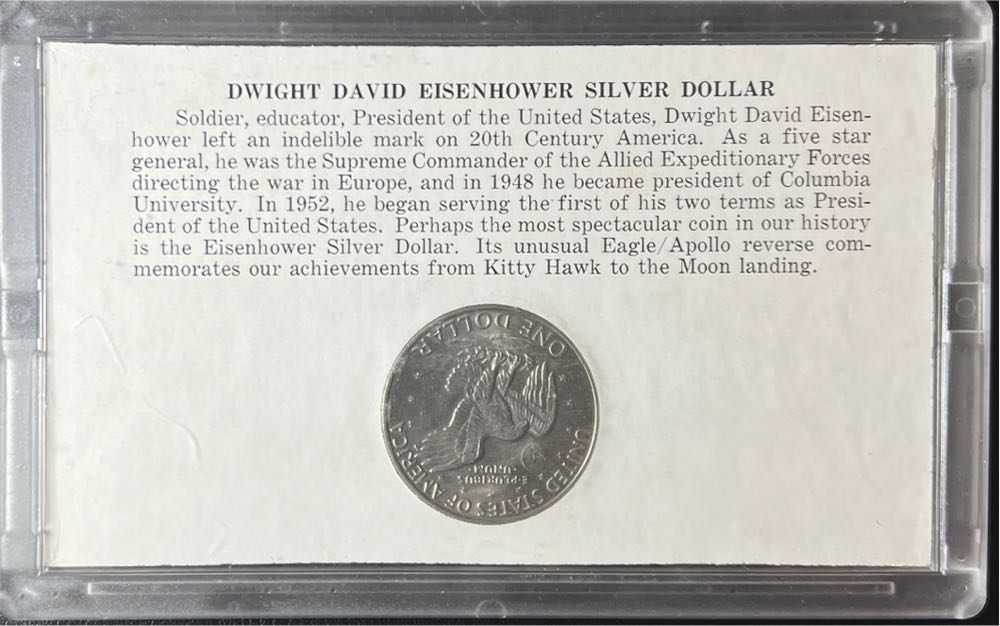 DWIGHT DAVID EISENHOWER SILVER DOLLAR
Soldier, educator, President of the United States, Dwight David Eisen-
hower left an indelible mark on 20th Century America. As a five star
general, he was the Supreme Commander of the Allied Expeditionary Forces
directing the war in Europe, and in 1948 he became president of Columbia
University. In 1952, he began serving the first of his two terms as Presi-
dent of the United States. Perhaps the most spectacular coin in our history
is the Eisenhower Silver Dollar. Its unusual Eagle/Apollo reverse com-
memorates our achievements from Kitty Hawk to the Moon landing.
UNITED STATES OF AMERICA
E·PLURIBUS
·UNUM·
ONE DOLLAR